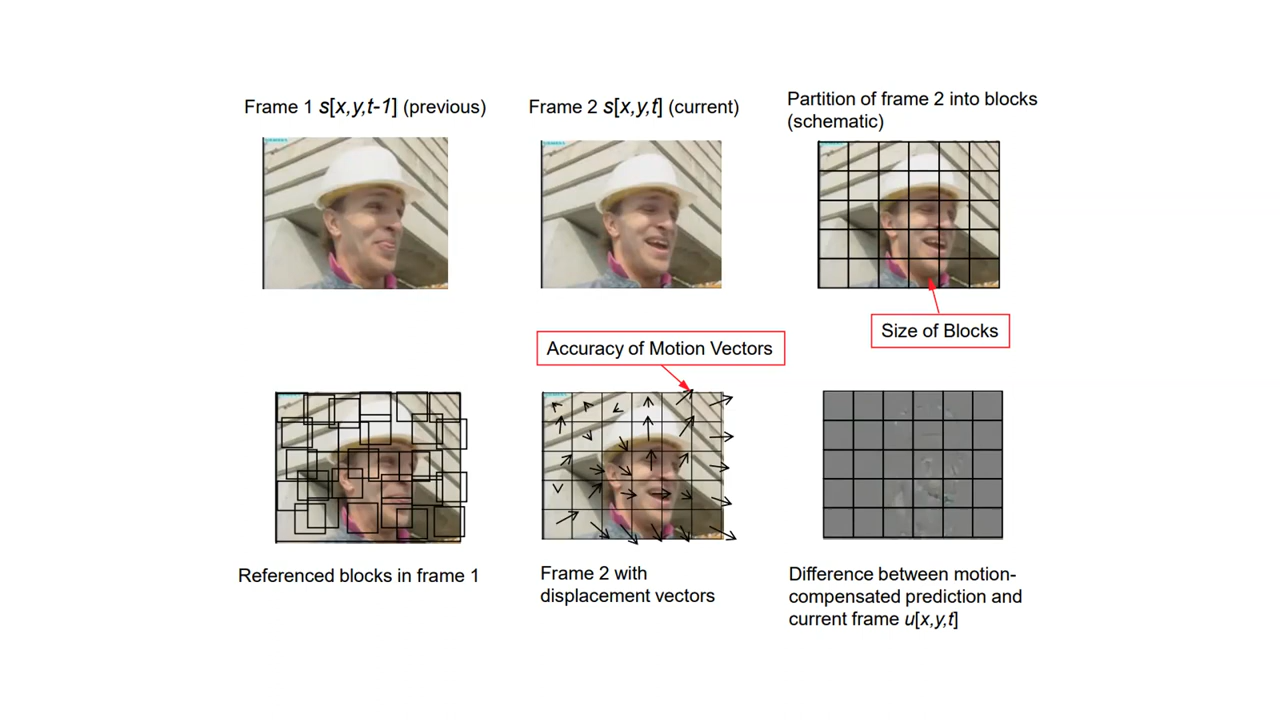 Frame 1 s[x,y,t-1] (previous)
Frame 2 s[x,y,t] (current)
Partition of frame 2 into blocks
(schematic)
Size of Blocks
Accuracy of Motion Vectors
Referenced blocks in frame 1
Frame 2 with
displacement vectors
Difference between motion-
compensated prediction and
current frame u[x,y,t]